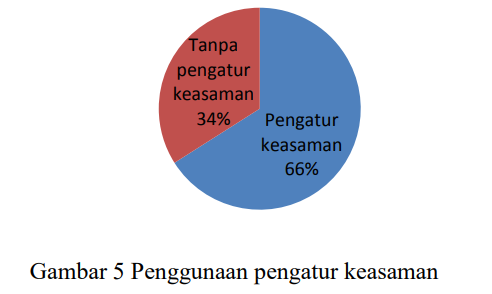 Tanpa
pengatur
keasaman
34%
Pengatur
keasaman
66%
Gambar 5 Penggunaan pengatur keasaman